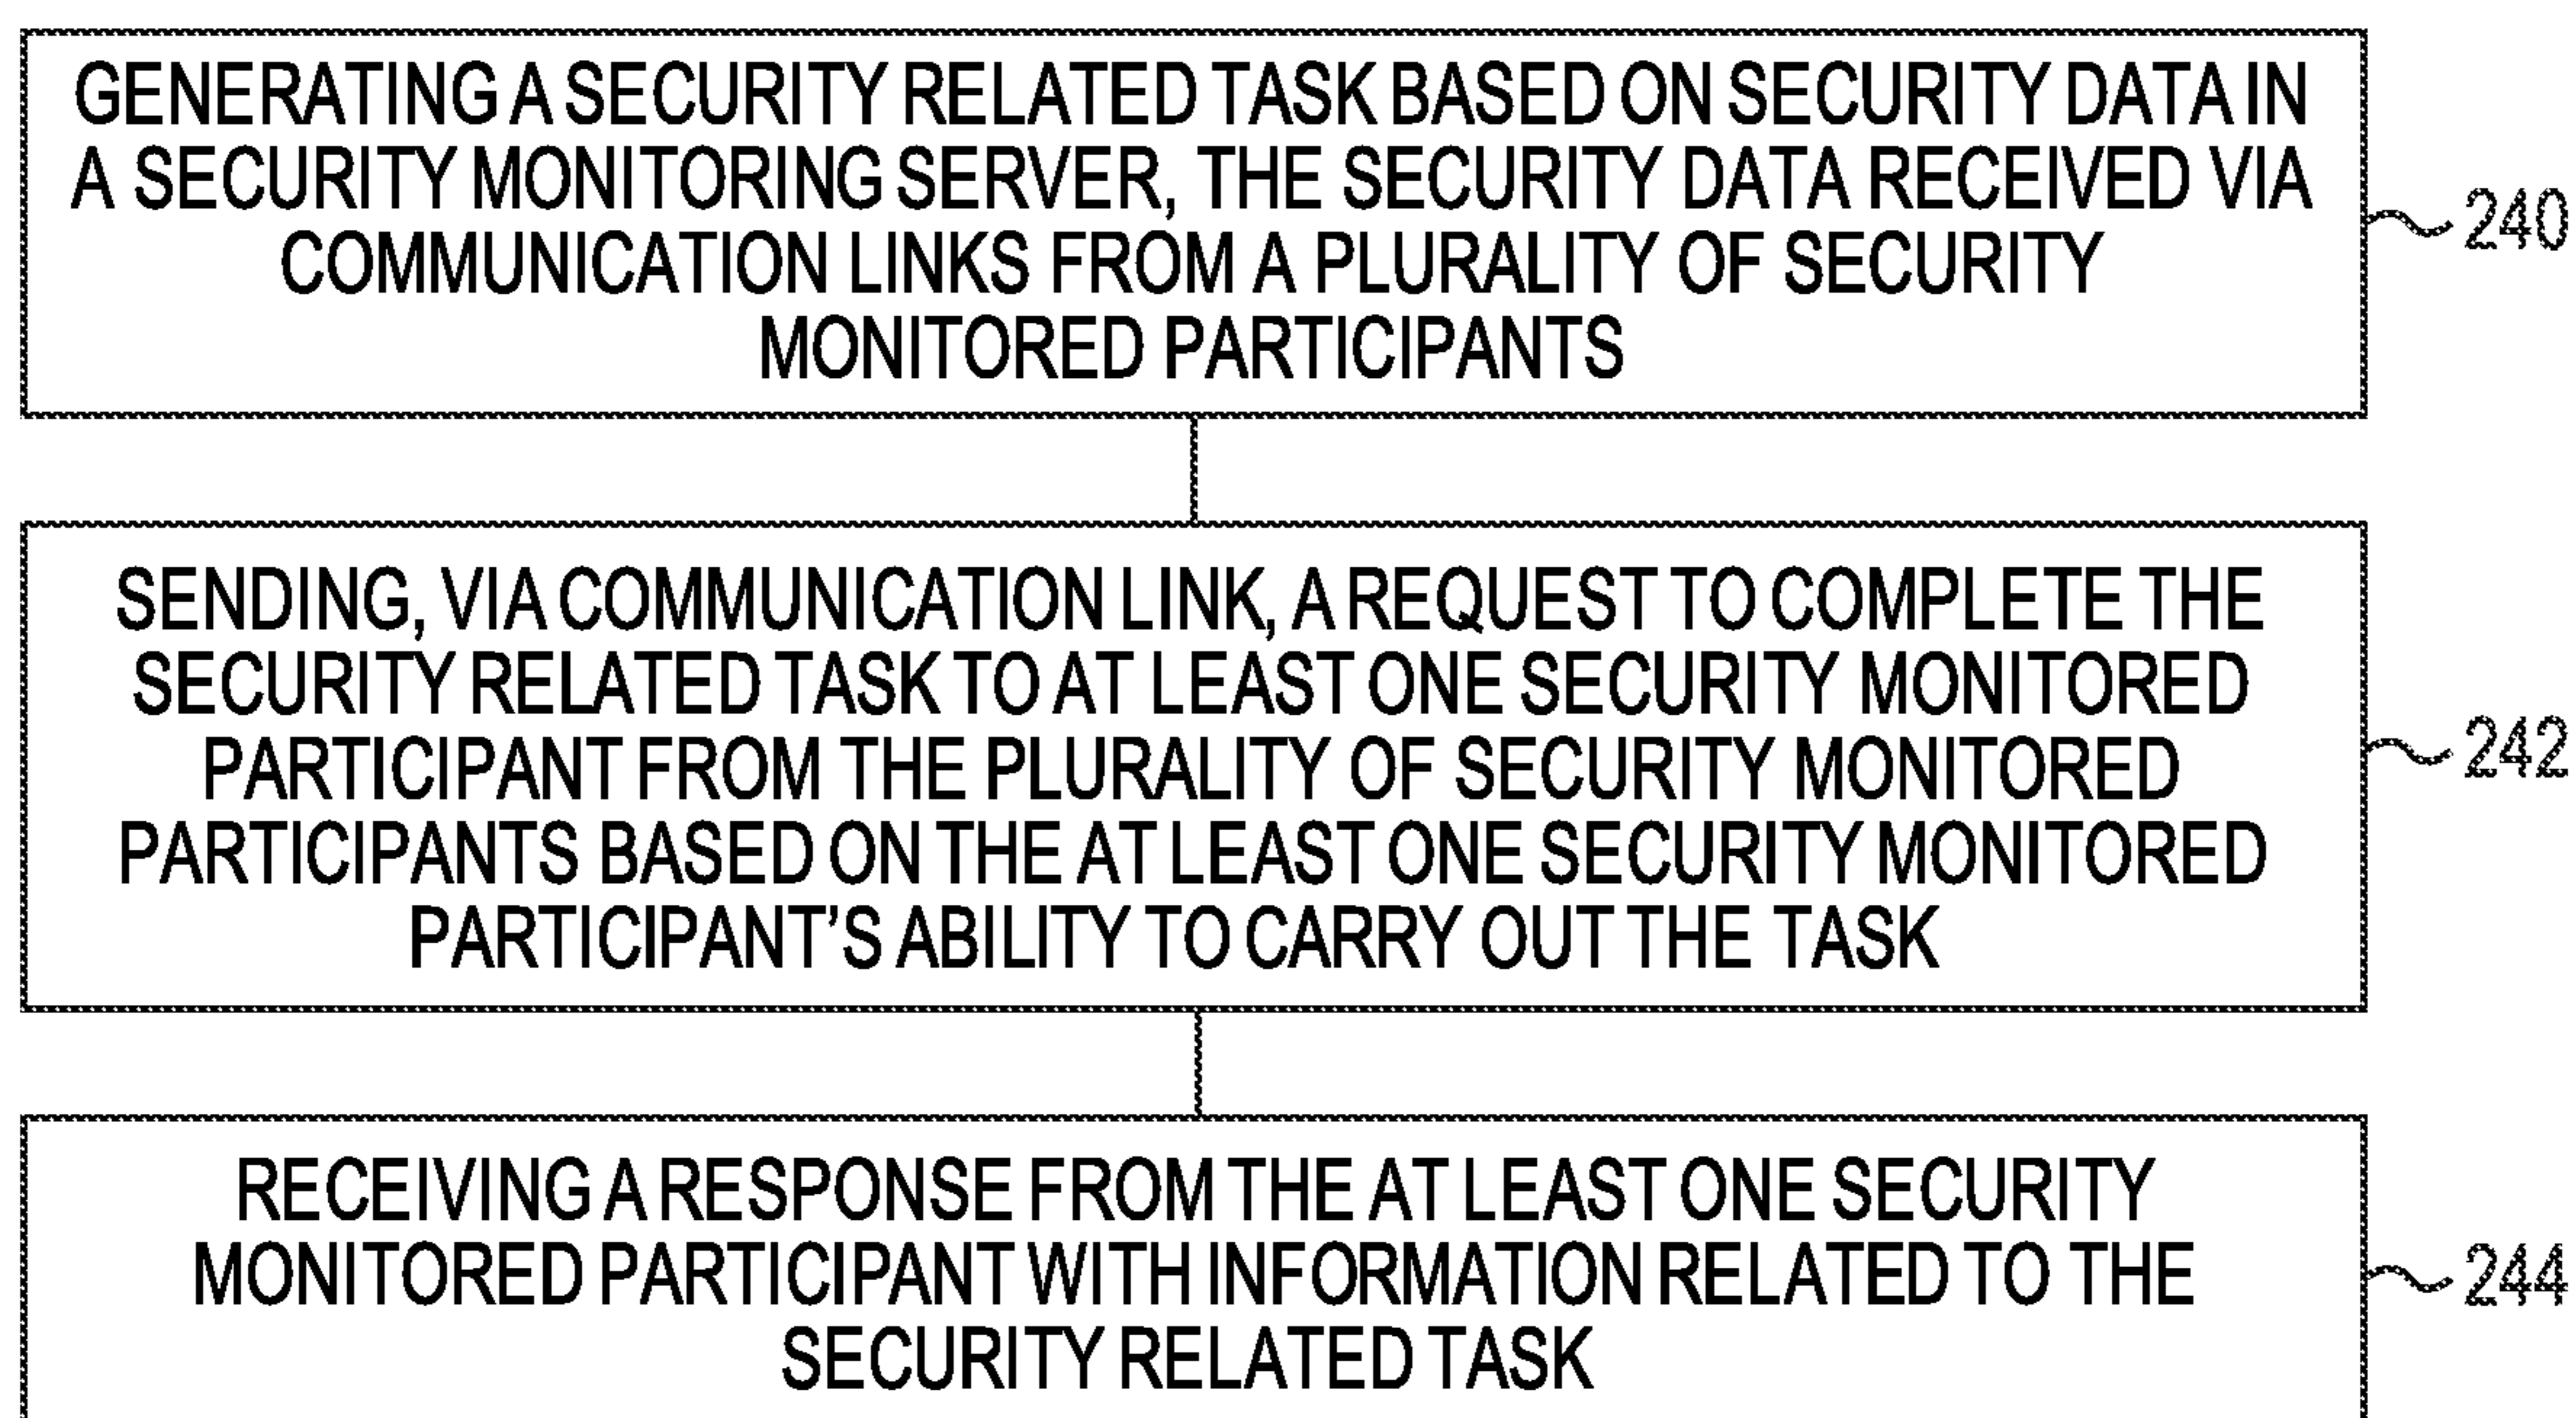 GENERATING A SECURITY RELATED TASK BASED ON SECURITY DATA IN
A SECURITY MONITORING SERVER, THE SECURITY DATA RECEIVED VIA
COMMUNICATION LINKS FROM A PLURALITY OF SECURITY
MONITORED PARTICIPANTS
240
SENDING, VIA COMMUNICATION LINK, A REQUEST TO COMPLETE THE
SECURITY RELATED TASK TO AT LEAST ONE SECURITY MONITORED
PARTICIPANT FROM THE PLURALITY OF SECURITY MONITORED
PARTICIPANTS BASED ON THE AT LEAST ONE SECURITY MONITORED
PARTICIPANT'S ABILITY TO CARRY OUT THE TASK
242
RECEIVING A RESPONSE FROM THE AT LEAST ONE SECURITY
MONITORED PARTICIPANT WITH INFORMATION RELATED TO THE
SECURITY RELATED TASK
244